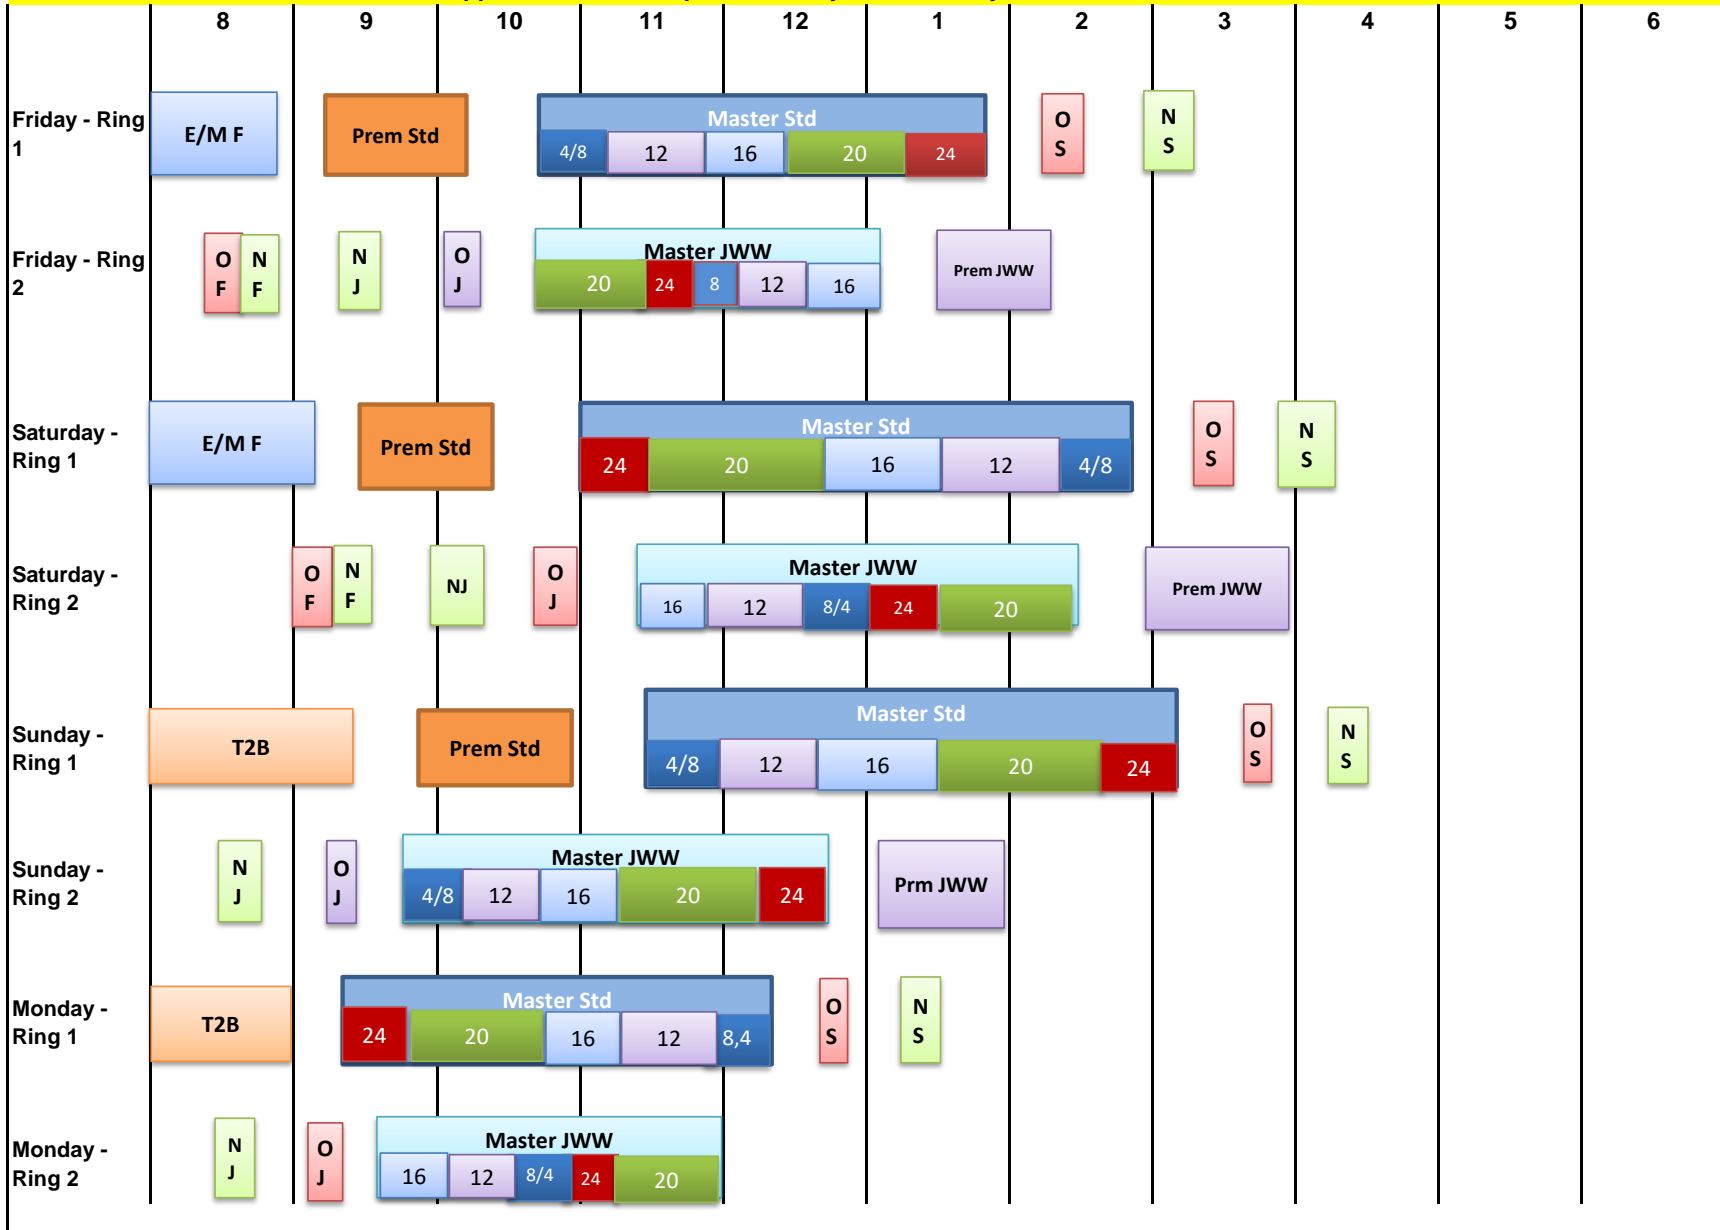 8 9 10 11 12 1 2 3 4 5 6
Friday - Ring
1
E/M F
Prem Std
Master Std
4/8 12 16 20 24
O
S
N
S
Friday - Ring
2
O
F
N
F
N
J
O
J
Master JWW
20 24 8 12 16
Prem JWW
Saturday -
Ring 1
E/M F
Prem Std
Master Std
24 20 16 12 4/8
O
S
N
S
Saturday -
Ring 2
O
F
N
F
NJ
O
J
Master JWW
16 12 8/4 24 20
Prem JWW
Sunday -
Ring 1
T2B
Prem Std
Master Std
4/8 12 16 20 24
O
S
N
S
Sunday -
Ring 2
N
J
O
J
Master JWW
4/8 12 16 20 24
Prm JWW
Monday -
Ring 1
T2B
Master Std
24 20 16 12 8,4
O
S
N
S
Monday -
Ring 2
N
J
O
J
Master JWW
16 12 8/4 24 20